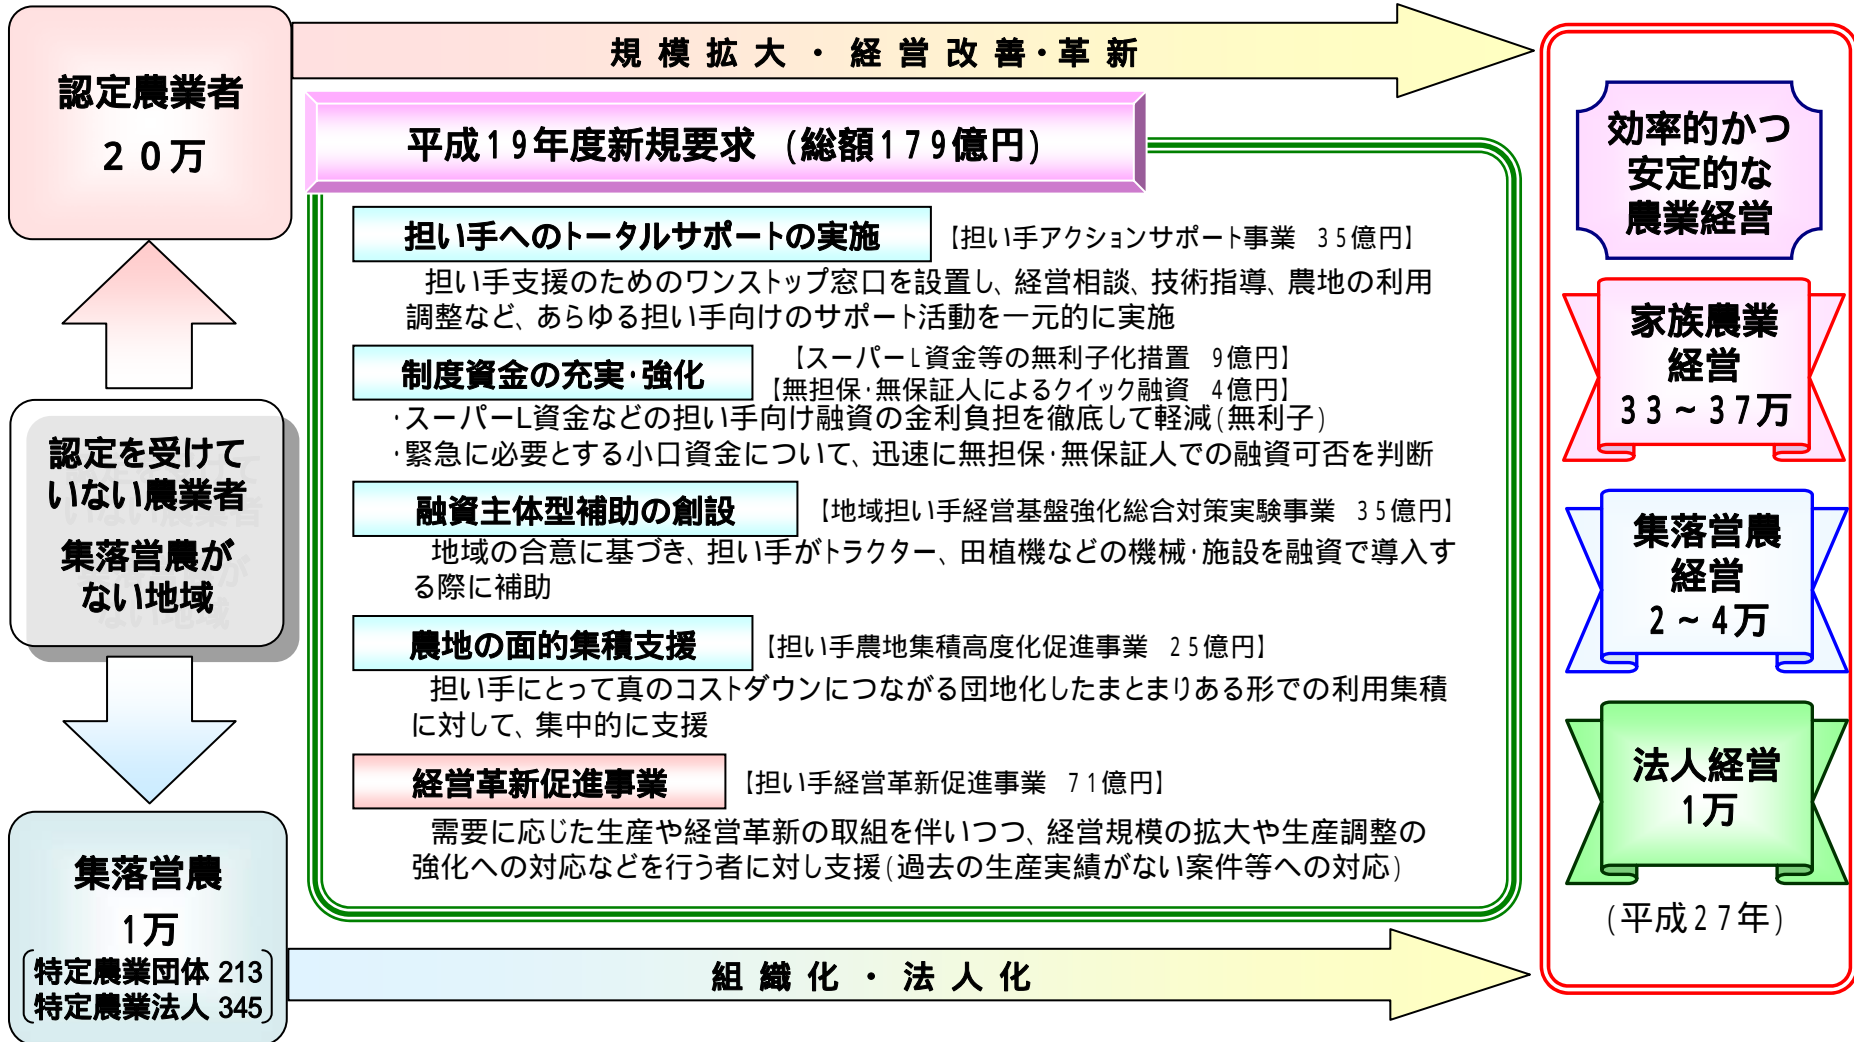 規模拡大・経営改善・革新
認定農業者
20万
認定を受けて
いない農業者
集落営農が
ない地域
集落営農
1万
特定農業団体 213
特定農業法人 345
平成19年度新規要求 (総額179億円)
担い手へのトータルサポートの実施 【担い手アクションサポート事業 35億円】
担い手支援のためのワンストップ窓口を設置し、経営相談、技術指導、農地の利用
調整など、あらゆる担い手向けのサポート活動を一元的に実施
制度資金の充実・強化
【スーパーL資金等の無利子化措置 9億円】
【無担保・無保証人によるクイック融資 4億円】
・スーパーL資金などの担い手向け融資の金利負担を徹底して軽減(無利子)
・緊急に必要とする小口資金について、迅速に無担保・無保証人での融資可否を判断
融資主体型補助の創設 【地域担い手経営基盤強化総合対策実験事業 35億円】
地域の合意に基づき、担い手がトラクター、田植機などの機械・施設を融資で導入す
る際に補助
農地の面的集積支援 【担い手農地集積高度化促進事業 25億円】
担い手にとって真のコストダウンにつながる団地化したまとまりある形での利用集積
に対して、集中的に支援
経営革新促進事業 【担い手経営革新促進事業 71億円】
需要に応じた生産や経営革新の取組を伴いつつ、経営規模の拡大や生産調整の
強化への対応などを行う者に対し支援(過去の生産実績がない案件等への対応)
組織化・法人化
効率的かつ
安定的な
農業経営
家族農業
経営
33~37万
集落営農
経営
2~4万
法人経営
1万
(平成27年)